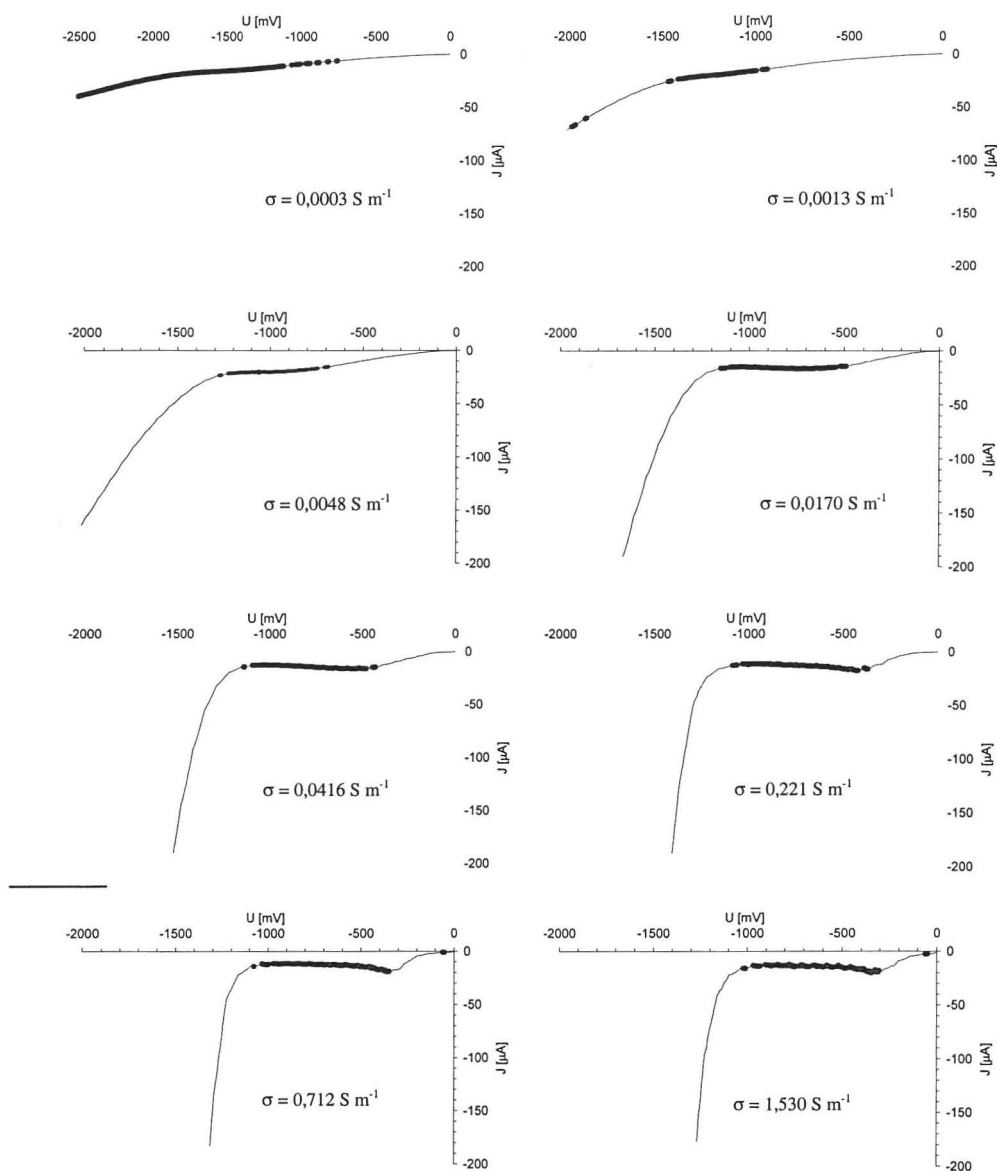 U [mV]
-2500 -2000 -1500 -1000 -500 0
0
-50
-100
-150
-200
J [µA]
σ = 0,0003 S m⁻¹
U [mV]
-2000 -1500 -1000 -500 0
0
-50
-100
-150
-200
J [µA]
σ = 0,0013 S m⁻¹
U [mV]
-2000 -1500 -1000 -500 0
0
-50
-100
-150
-200
J [µA]
σ = 0,0048 S m⁻¹
U [mV]
-2000 -1500 -1000 -500 0
0
-50
-100
-150
-200
J [µA]
σ = 0,0170 S m⁻¹
U [mV]
-2000 -1500 -1000 -500 0
0
-50
-100
-150
-200
J [µA]
σ = 0,0416 S m⁻¹
U [mV]
-2000 -1500 -1000 -500 0
0
-50
-100
-150
-200
J [µA]
σ = 0,221 S m⁻¹
U [mV]
-2000 -1500 -1000 -500 0
0
-50
-100
-150
-200
J [µA]
σ = 0,712 S m⁻¹
U [mV]
-2000 -1500 -1000 -500 0
0
-50
-100
-150
-200
J [µA]
σ = 1,530 S m⁻¹